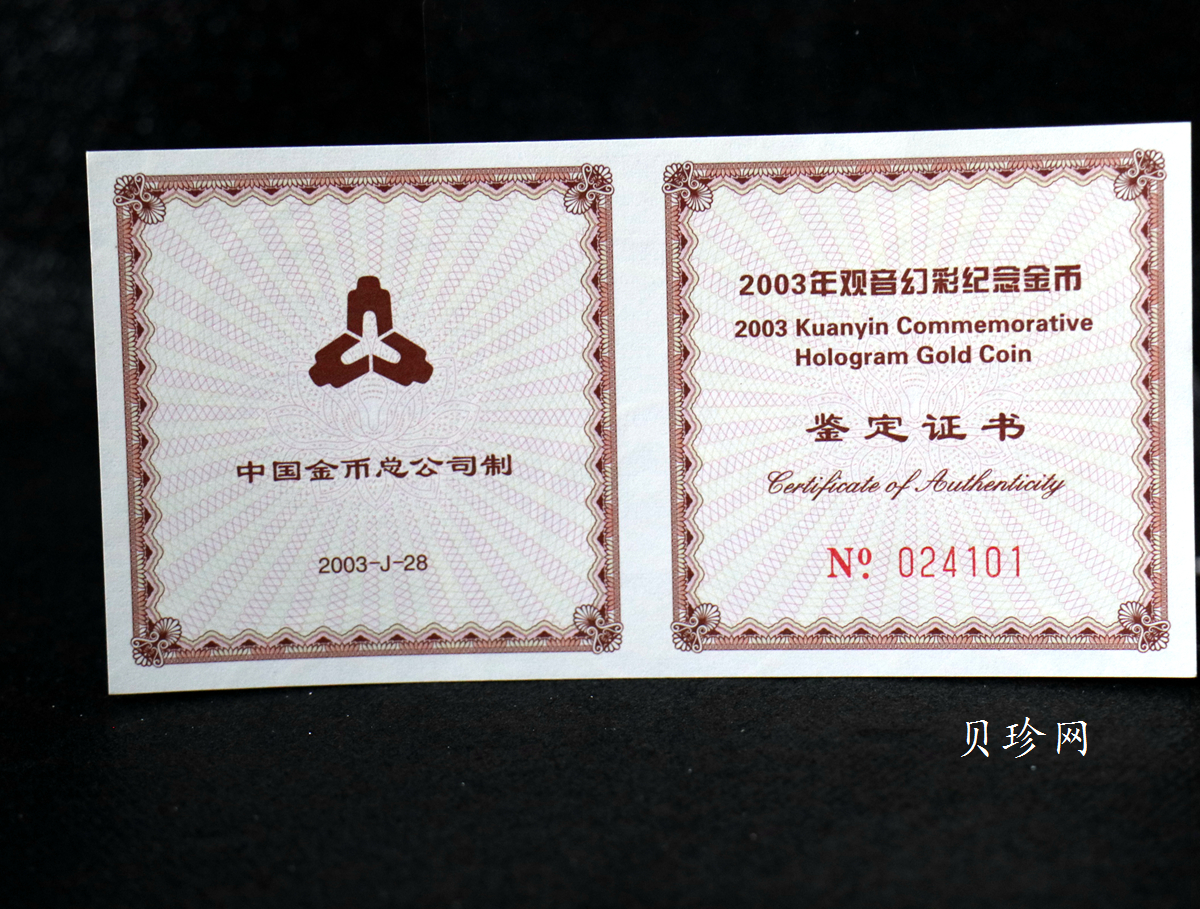 中国金币总公司制
2003-J-28
2003年观音幻彩纪念金币
2003 Kuanyin Commemorative
Hologram Gold Coin
鉴定证书
Certificate of Authenticity
Nº 024101
贝珍网